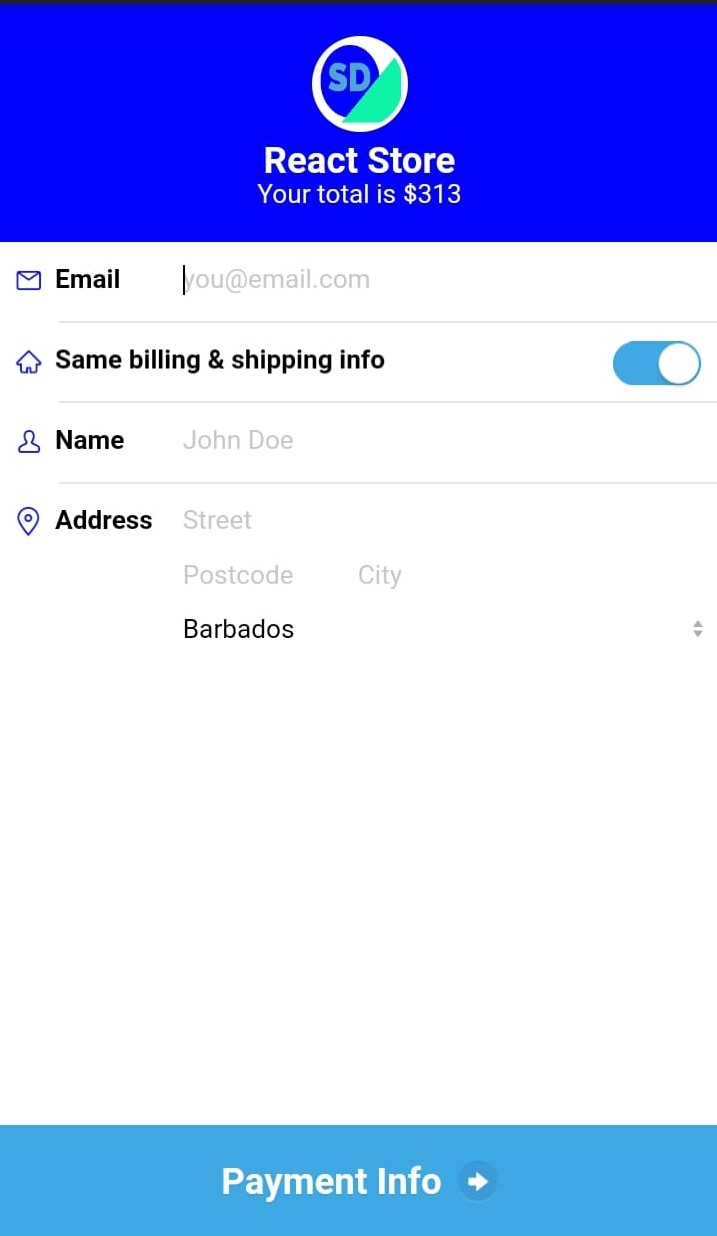 SD
React Store
Your total is $313
Email you@email.com
Same billing & shipping info
Name John Doe
Address Street
Postcode City
Barbados
Payment Info